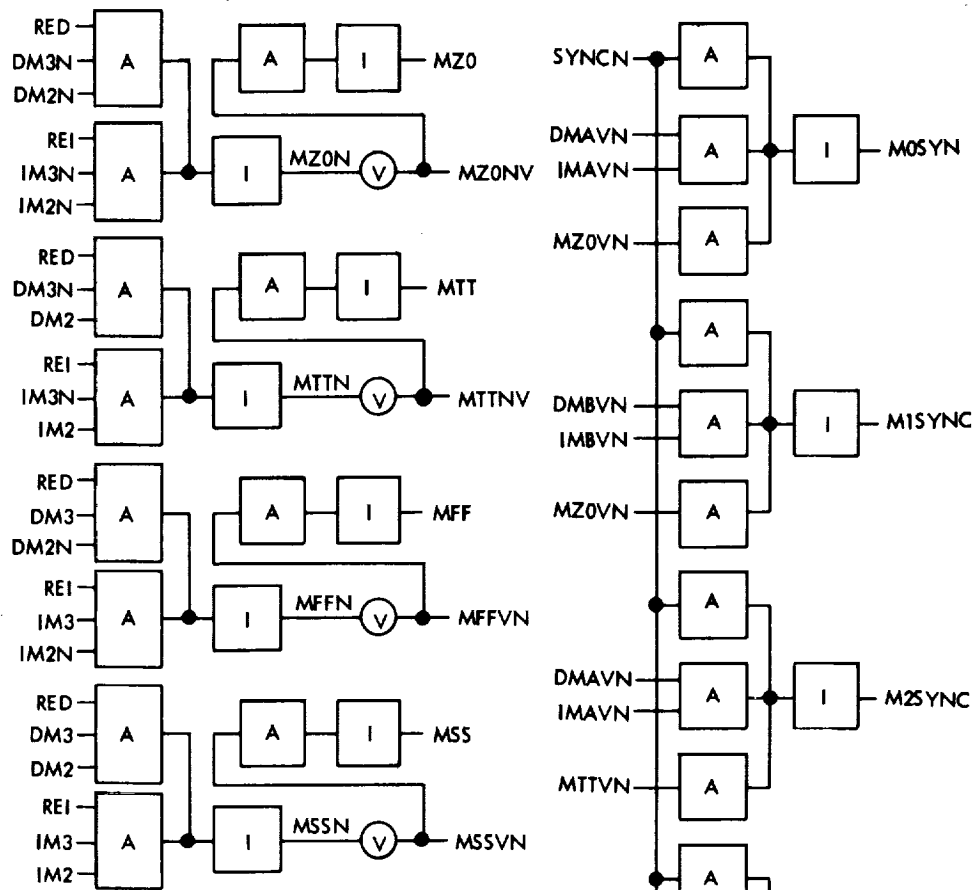 RED
DM3N
DM2N
A
A
I
MZ0
REI
IM3N
IM2N
A
I
MZ0N
V
MZ0NV
RED
DM3N
DM2
A
A
I
MTT
REI
IM3N
IM2
A
I
MTTN
V
MTTNV
RED
DM3
DM2N
A
A
I
MFF
REI
IM3
IM2N
A
I
MFFN
V
MFFVN
RED
DM3
DM2
A
A
I
MSS
REI
IM3
IM2
A
I
MSSN
V
MSSVN
SYNCN
A
DMAVN
IMAVN
A
I
M0SYN
MZ0VN
A
A
DMBVN
IMBVN
A
I
M1SYNC
MZ0VN
A
A
DMAVN
IMAVN
A
I
M2SYNC
MTTVN
A
A